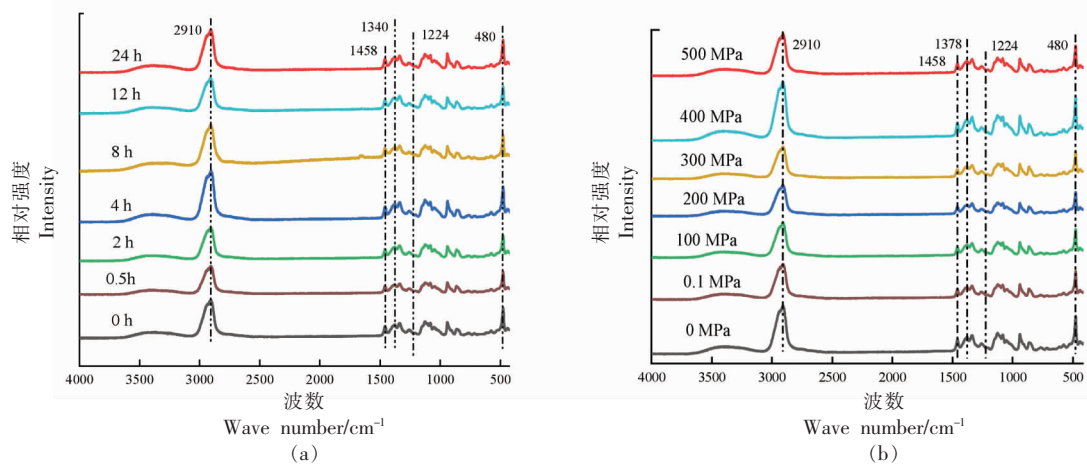 1340
2910
1224
480
24 h
1458
12 h
8 h
4 h
2 h
0.5h
0 h
相对强度
Intensity
4000
3500
3000
2500
2000
1500
1000
500
波数
Wave number/cm⁻¹
(a)
500 MPa
2910
1378
1224
480
1458
400 MPa
300 MPa
200 MPa
100 MPa
0.1 MPa
0 MPa
相对强度
Intensity
4000
3500
3000
2500
2000
1500
1000
500
波数
Wave number/cm⁻¹
(b)